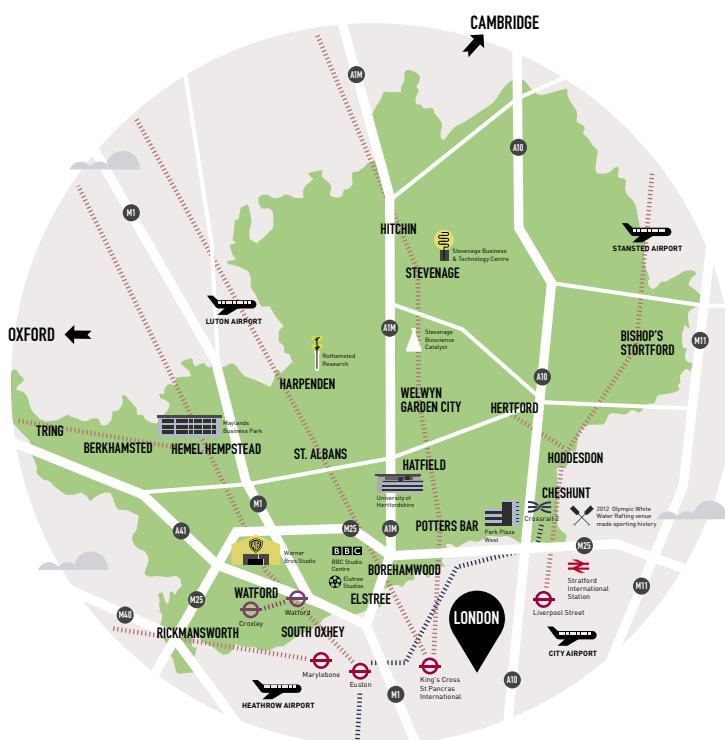 CAMBRIDGE
A1M
A10
M1
HITCHIN
Stevenage Business
& Technology Centre
STEVENAGE
STANSTED AIRPORT
LUTON AIRPORT
OXFORD
A1M
Stevenage
Bioscience
Catalyst
BISHOP'S
STORTFORD
M11
Rothamsted
Research
HARPENDEN
A10
WELWYN
GARDEN CITY
HERTFORD
Maylands
Business Park
TRING
BERKHAMSTED
HEMEL HEMPSTEAD
ST. ALBANS
HATFIELD
HODDESDON
University of
Hertfordshire
CHESHUNT
M1
A41
M25
A1M
POTTERS BAR
Park Plaza
West
Crossrail 2
2012 Olympic White
Water Rafting venue
made sporting history
M25
WB
Warner
Bros Studio
BBC
BBC Studio
Centre
Elstree
Studios
BOREHAMWOOD
Stratford
International
Station
M11
WATFORD
Watford
Croxley
ELSTREE
M25
M40
RICKMANSWORTH
SOUTH OXHEY
LONDON
Liverpool Street
CITY AIRPORT
Marylebone
Euston
King's Cross
St Pancras
International
A10
M1
HEATHROW AIRPORT